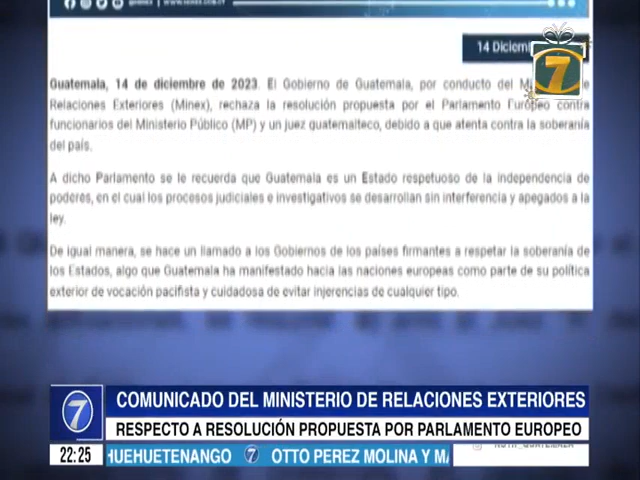 14 Diciem
7
Guatemala, 14 de diciembre de 2023. El Gobierno de Guatemala, por conducto del M e
Relaciones Exteriores (Minex), rechaza la resolución propuesta por el Parlamento Europeo contra
funcionarios del Ministerio Público (MP) y un juez guatemalteco, debido a que atenta contra la soberanía
del país.
A dicho Parlamento se le recuerda que Guatemala es un Estado respetuoso de la independencia de
poderes, en el cual los procesos judiciales e investigativos se desarrollan sin interferencia y apegados a la
ley.
De igual manera, se hace un llamado a los Gobiernos de los países firmantes a respetar la soberanía de
los Estados, algo que Guatemala ha manifestado hacia las naciones europeas como parte de su política
exterior de vocación pacifista y cuidadosa de evitar injerencias de cualquier tipo.
7 COMUNICADO DEL MINISTERIO DE RELACIONES EXTERIORES
RESPECTO A RESOLUCIÓN PROPUESTA POR PARLAMENTO EUROPEO
22:25 HUEHUETENANGO 7 OTTO PEREZ MOLINA Y MA